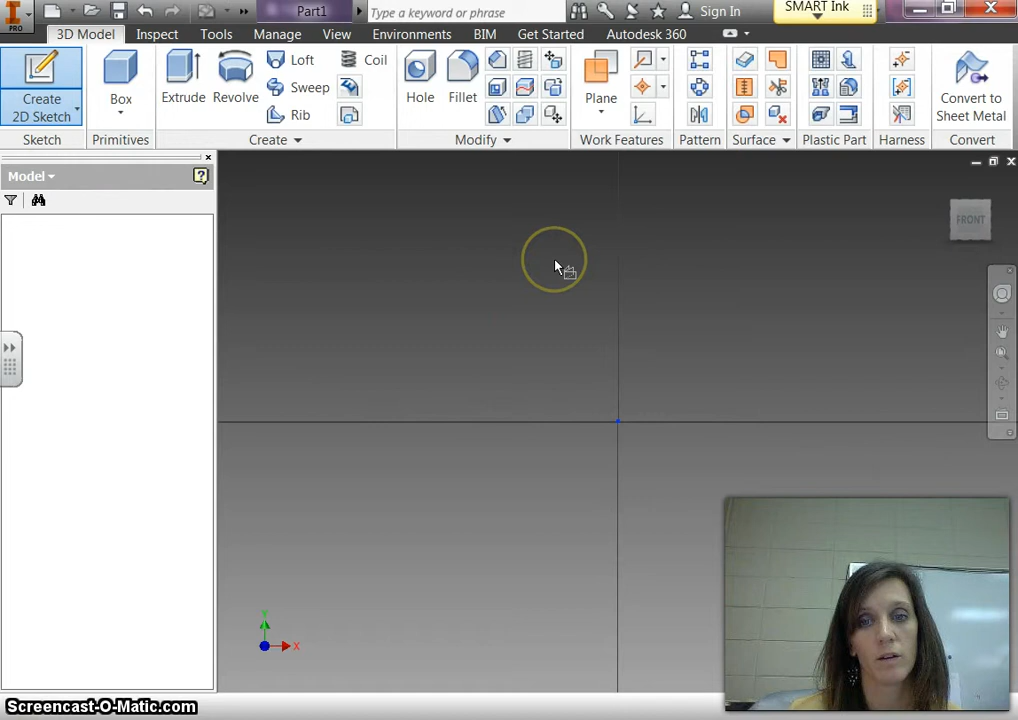 Part1
Type a keyword or phrase
Sign In
SMART Ink
PRO
3D Model
Inspect
Tools
Manage
View
Environments
BIM
Get Started
Autodesk 360
Create
2D Sketch
Box
Extrude
Revolve
Loft
Sweep
Rib
Coil
Hole
Fillet
Plane
Convert to
Sheet Metal
Sketch
Primitives
Create
Modify
Work Features
Pattern
Surface
Plastic Part
Harness
Convert
Model
FRONT
Y
X
Screencast-O-Matic.com